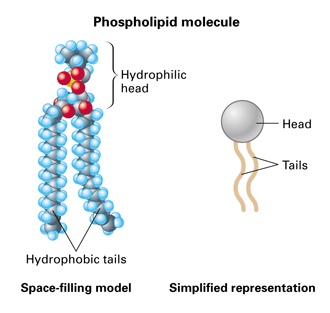 Phospholipid molecule
Hydrophilic
head
Head
Tails
Hydrophobic tails
Space-filling model
Simplified representation